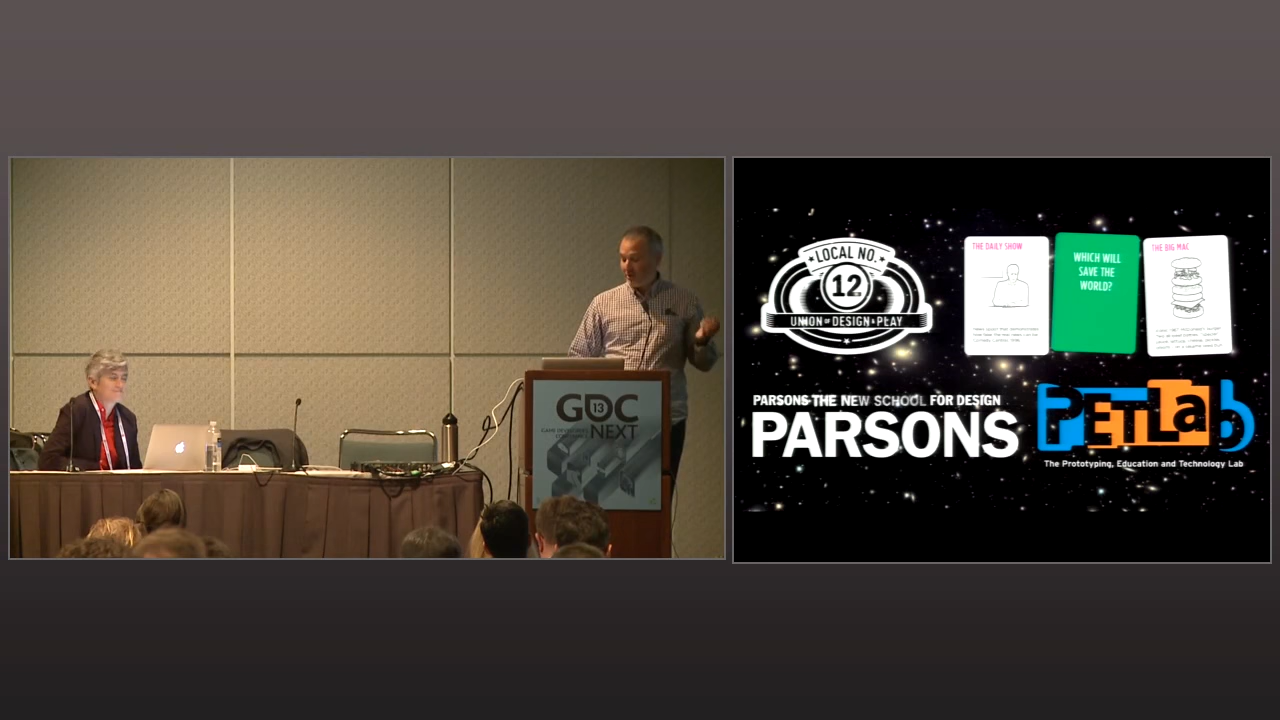 GDC
13
NEXT
LOCAL NO.
12
UNION OF DESIGN & PLAY
THE DAILY SHOW
WHICH WILL
SAVE THE
WORLD?
THE BIG MAC
PARSONS THE NEW SCHOOL FOR DESIGN
PARSONS
PETLab
The Prototyping, Education and Technology Lab